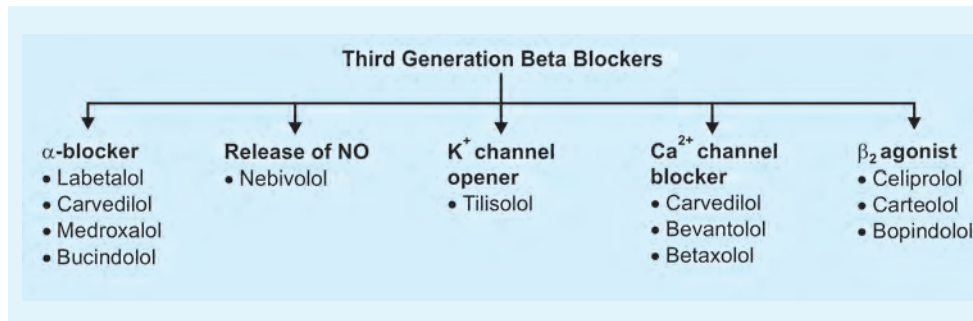 Third Generation Beta Blockers
α-blocker
• Labetalol
• Carvedilol
• Medroxalol
• Bucindolol
Release of NO
• Nebivolol
K⁺ channel
opener
• Tilisolol
Ca²⁺ channel
blocker
• Carvedilol
• Bevantolol
• Betaxolol
β₂ agonist
• Celiprolol
• Carteolol
• Bopindolol